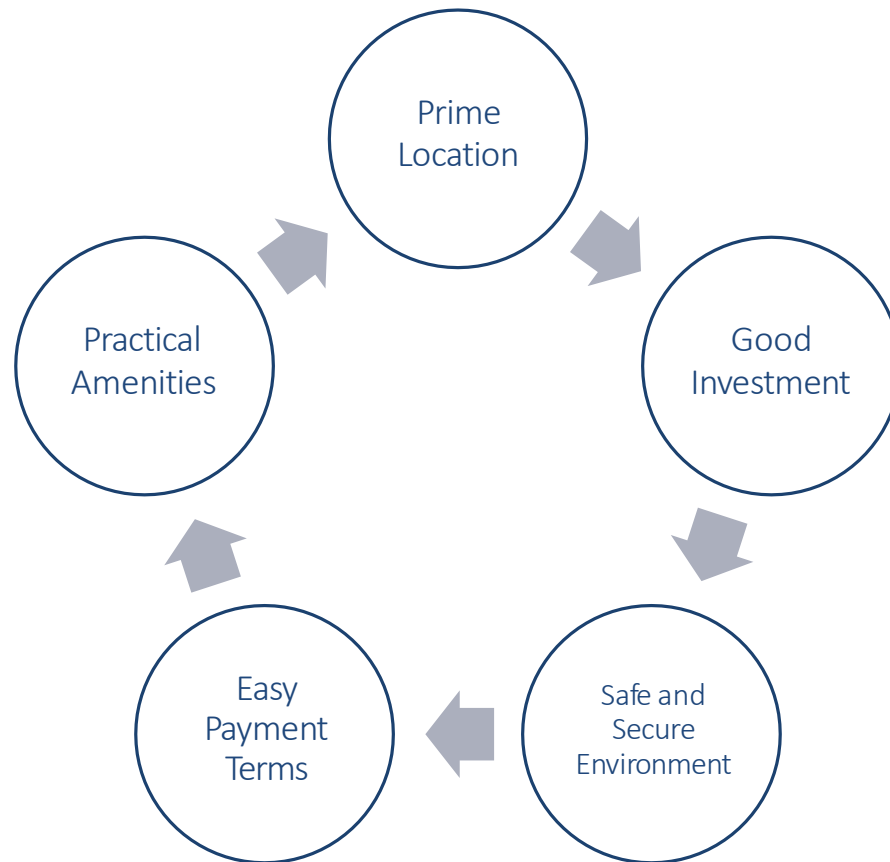 Prime
Location
Good
Investment
Safe and
Secure
Environment
Easy
Payment
Terms
Practical
Amenities